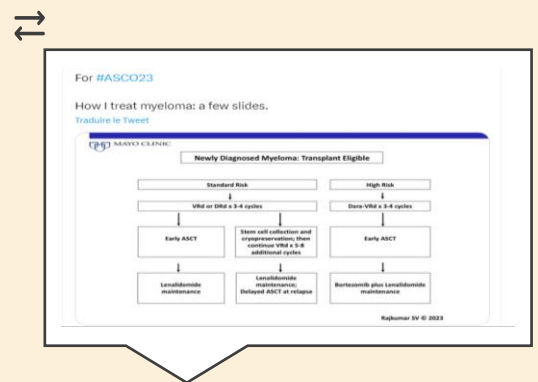 For #ASCO23
How I treat myeloma: a few slides.
Traduire le Tweet
MAYO CLINIC
Newly Diagnosed Myeloma: Transplant Eligible
Standard Risk
High Risk
VRd or DRd x 3-4 cycles
Dara-VRd x 3-4 cycles
Early ASCT
Stem cell collection and
cryopreservation; then
continue VRd x 5-8
additional cycles
Early ASCT
Lenalidomide
maintenance
Lenalidomide
maintenance;
Delayed ASCT at relapse
Bortezomib plus Lenalidomide
maintenance
Rajkumar SV © 2023